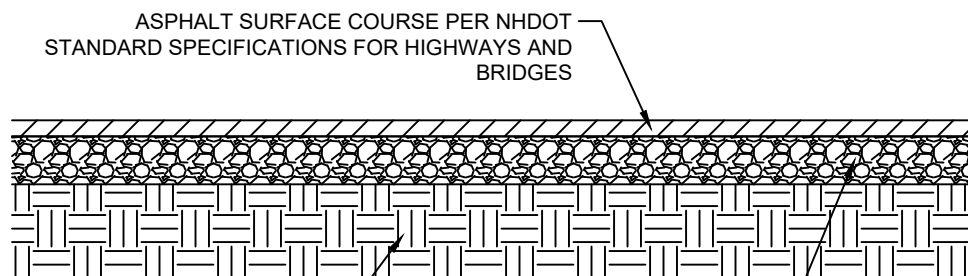 ASPHALT SURFACE COURSE PER NHDOT
STANDARD SPECIFICATIONS FOR HIGHWAYS AND
BRIDGES